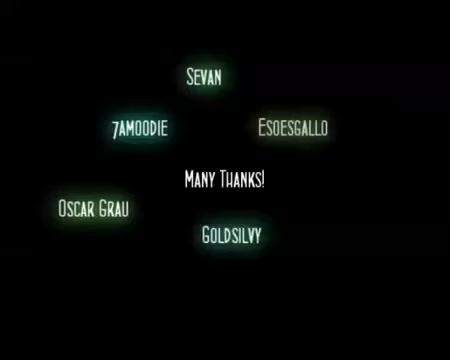 Sevan
7amoodie
Esoesgallo
Many Thanks!
Oscar Grau
Goldsilvy